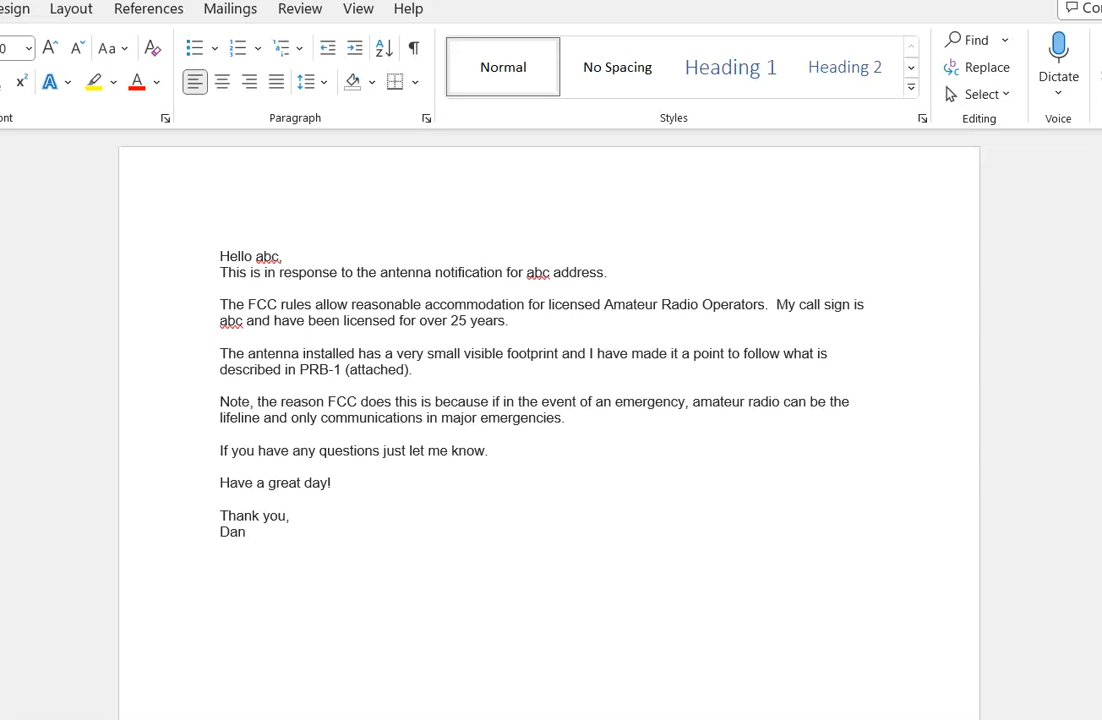 esign Layout References Mailings Review View Help Co
0 A A Aa A Find
Normal No Spacing Heading 1 Heading 2 Replace Dictate
x² A A Select
ont Paragraph Styles Editing Voice
Hello abc,
This is in response to the antenna notification for abc address.
The FCC rules allow reasonable accommodation for licensed Amateur Radio Operators.  My call sign is
abc and have been licensed for over 25 years.
The antenna installed has a very small visible footprint and I have made it a point to follow what is
described in PRB-1 (attached).
Note, the reason FCC does this is because if in the event of an emergency, amateur radio can be the
lifeline and only communications in major emergencies.
If you have any questions just let me know.
Have a great day!
Thank you,
Dan